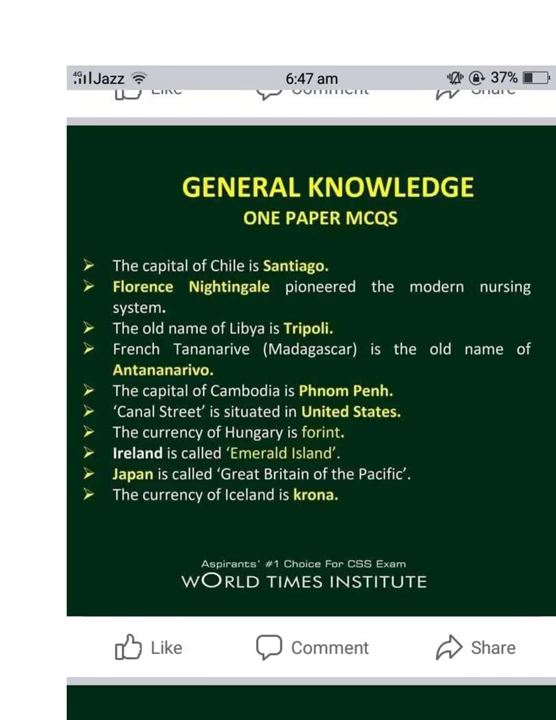 4G Jazz 6:47 am 37%
Like Comment Share
GENERAL KNOWLEDGE
ONE PAPER MCQS
➢ The capital of Chile is Santiago.
➢ Florence Nightingale pioneered the modern nursing
system.
➢ The old name of Libya is Tripoli.
➢ French Tananarive (Madagascar) is the old name of
Antananarivo.
➢ The capital of Cambodia is Phnom Penh.
➢ ‘Canal Street’ is situated in United States.
➢ The currency of Hungary is forint.
➢ Ireland is called ‘Emerald Island’.
➢ Japan is called ‘Great Britain of the Pacific’.
➢ The currency of Iceland is krona.
Aspirants' #1 Choice For CSS Exam
WORLD TIMES INSTITUTE
Like Comment Share